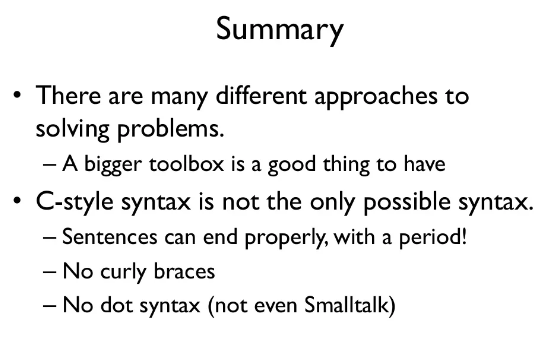 Summary
• There are many different approaches to
solving problems.
– A bigger toolbox is a good thing to have
• C-style syntax is not the only possible syntax.
– Sentences can end properly, with a period!
– No curly braces
– No dot syntax (not even Smalltalk)